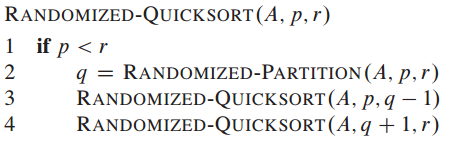 RANDOMIZED-QUICKSORT(A, p, r)
1 if p < r
2 q = RANDOMIZED-PARTITION(A, p, r)
3 RANDOMIZED-QUICKSORT(A, p, q − 1)
4 RANDOMIZED-QUICKSORT(A, q + 1, r)